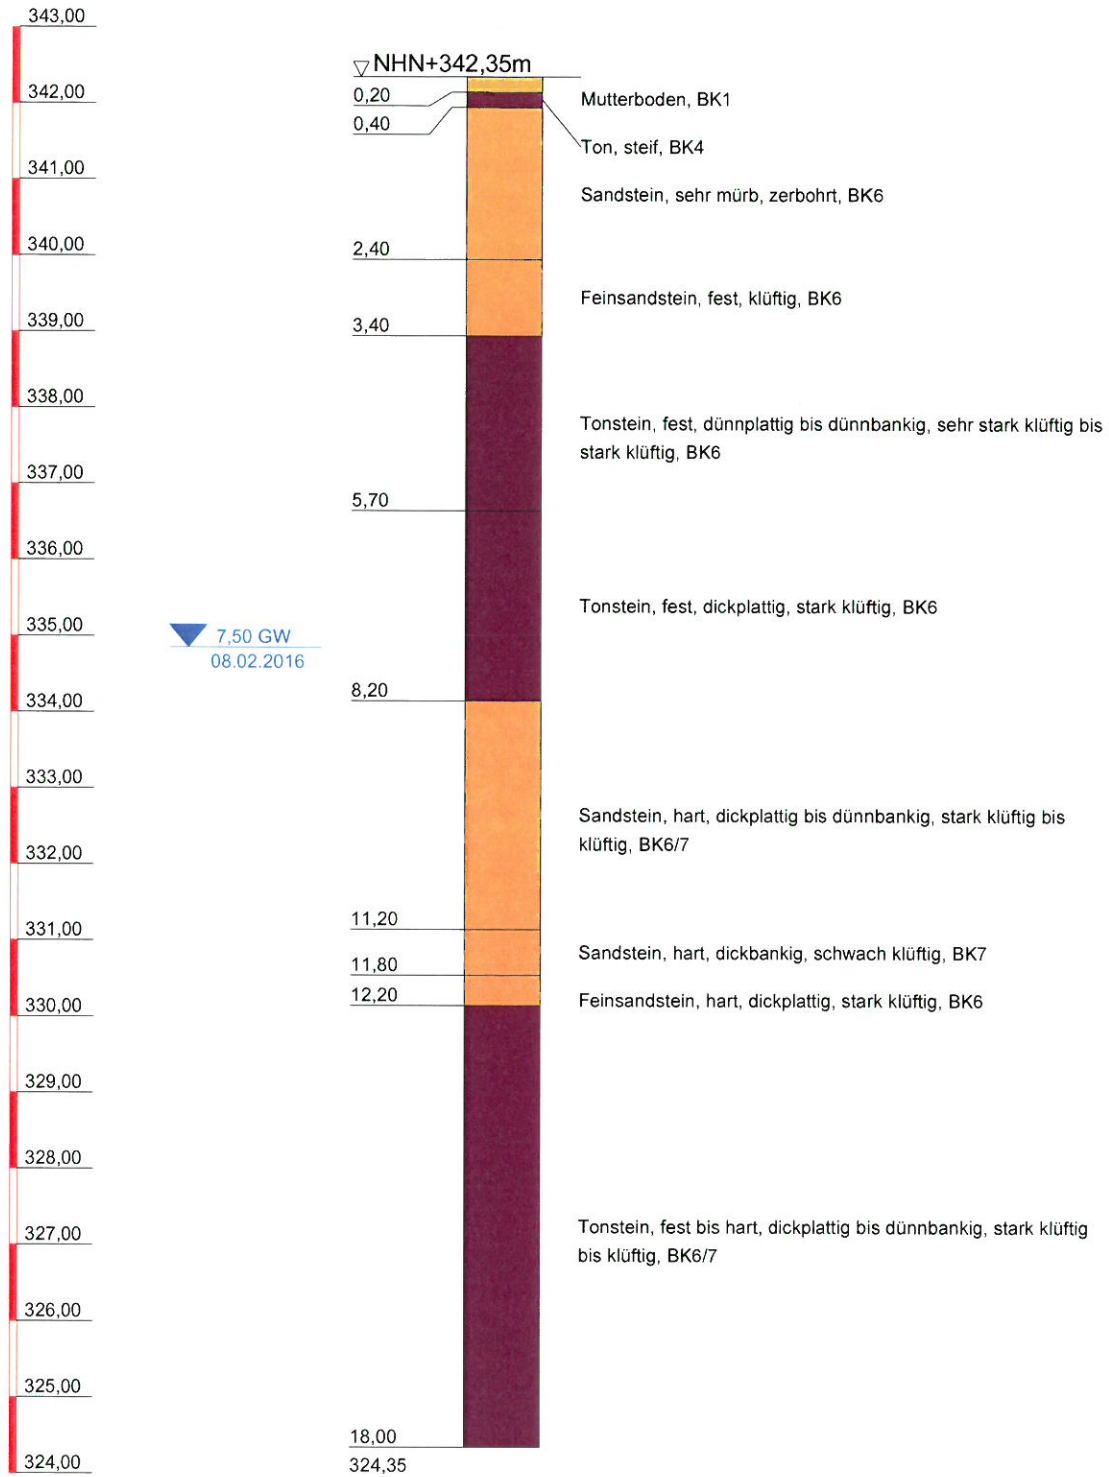 343,00
NHN+342,35m
342,00
0,20
Mutterboden, BK1
0,40
Ton, steif, BK4
341,00
Sandstein, sehr mürb, zerbohrt, BK6
340,00
2,40
Feinsandstein, fest, klüftig, BK6
339,00
3,40
338,00
Tonstein, fest, dünnplattig bis dünnbankig, sehr stark klüftig bis
stark klüftig, BK6
337,00
5,70
336,00
Tonstein, fest, dickplattig, stark klüftig, BK6
335,00
7,50 GW
08.02.2016
334,00
8,20
333,00
Sandstein, hart, dickplattig bis dünnbankig, stark klüftig bis
klüftig, BK6/7
332,00
11,20
331,00
Sandstein, hart, dickbankig, schwach klüftig, BK7
11,80
330,00
12,20
Feinsandstein, hart, dickplattig, stark klüftig, BK6
329,00
328,00
327,00
Tonstein, fest bis hart, dickplattig bis dünnbankig, stark klüftig
bis klüftig, BK6/7
326,00
325,00
18,00
324,00
324,35